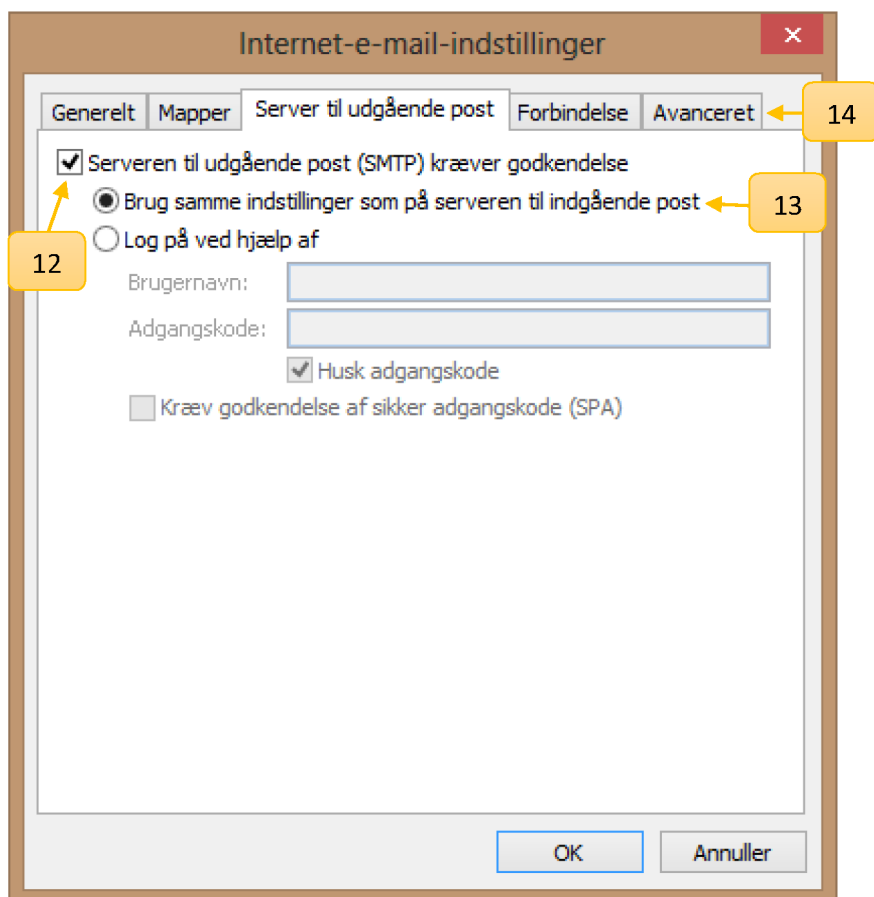 Internet-e-mail-indstillinger
Generelt Mapper Server til udgående post Forbindelse Avanceret 14
Serveren til udgående post (SMTP) kræver godkendelse
Brug samme indstillinger som på serveren til indgående post 13
Log på ved hjælp af
12
Brugernavn:
Adgangskode:
Husk adgangskode
Kræv godkendelse af sikker adgangskode (SPA)
OK Annuller